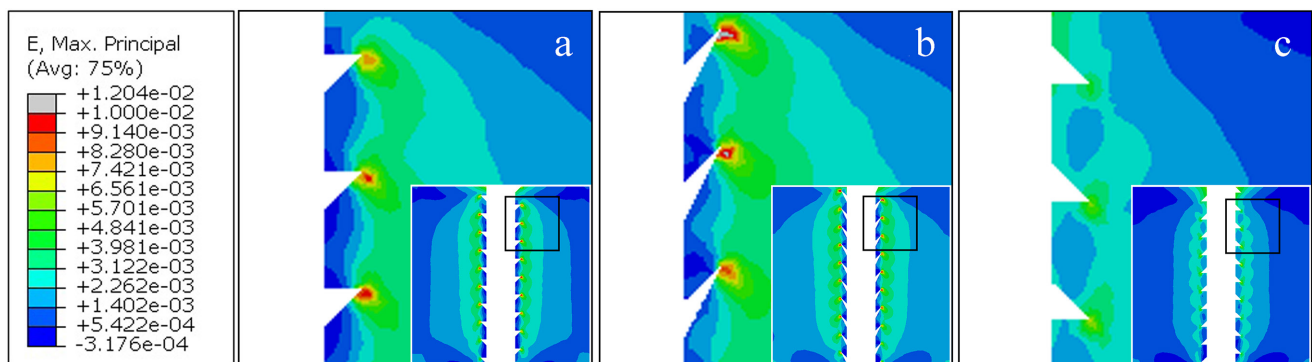 E, Max. Principal
(Avg: 75%)
+1.204e-02
+1.000e-02
+9.140e-03
+8.280e-03
+7.421e-03
+6.561e-03
+5.701e-03
+4.841e-03
+3.981e-03
+3.122e-03
+2.262e-03
+1.402e-03
+5.422e-04
-3.176e-04
a
b
c